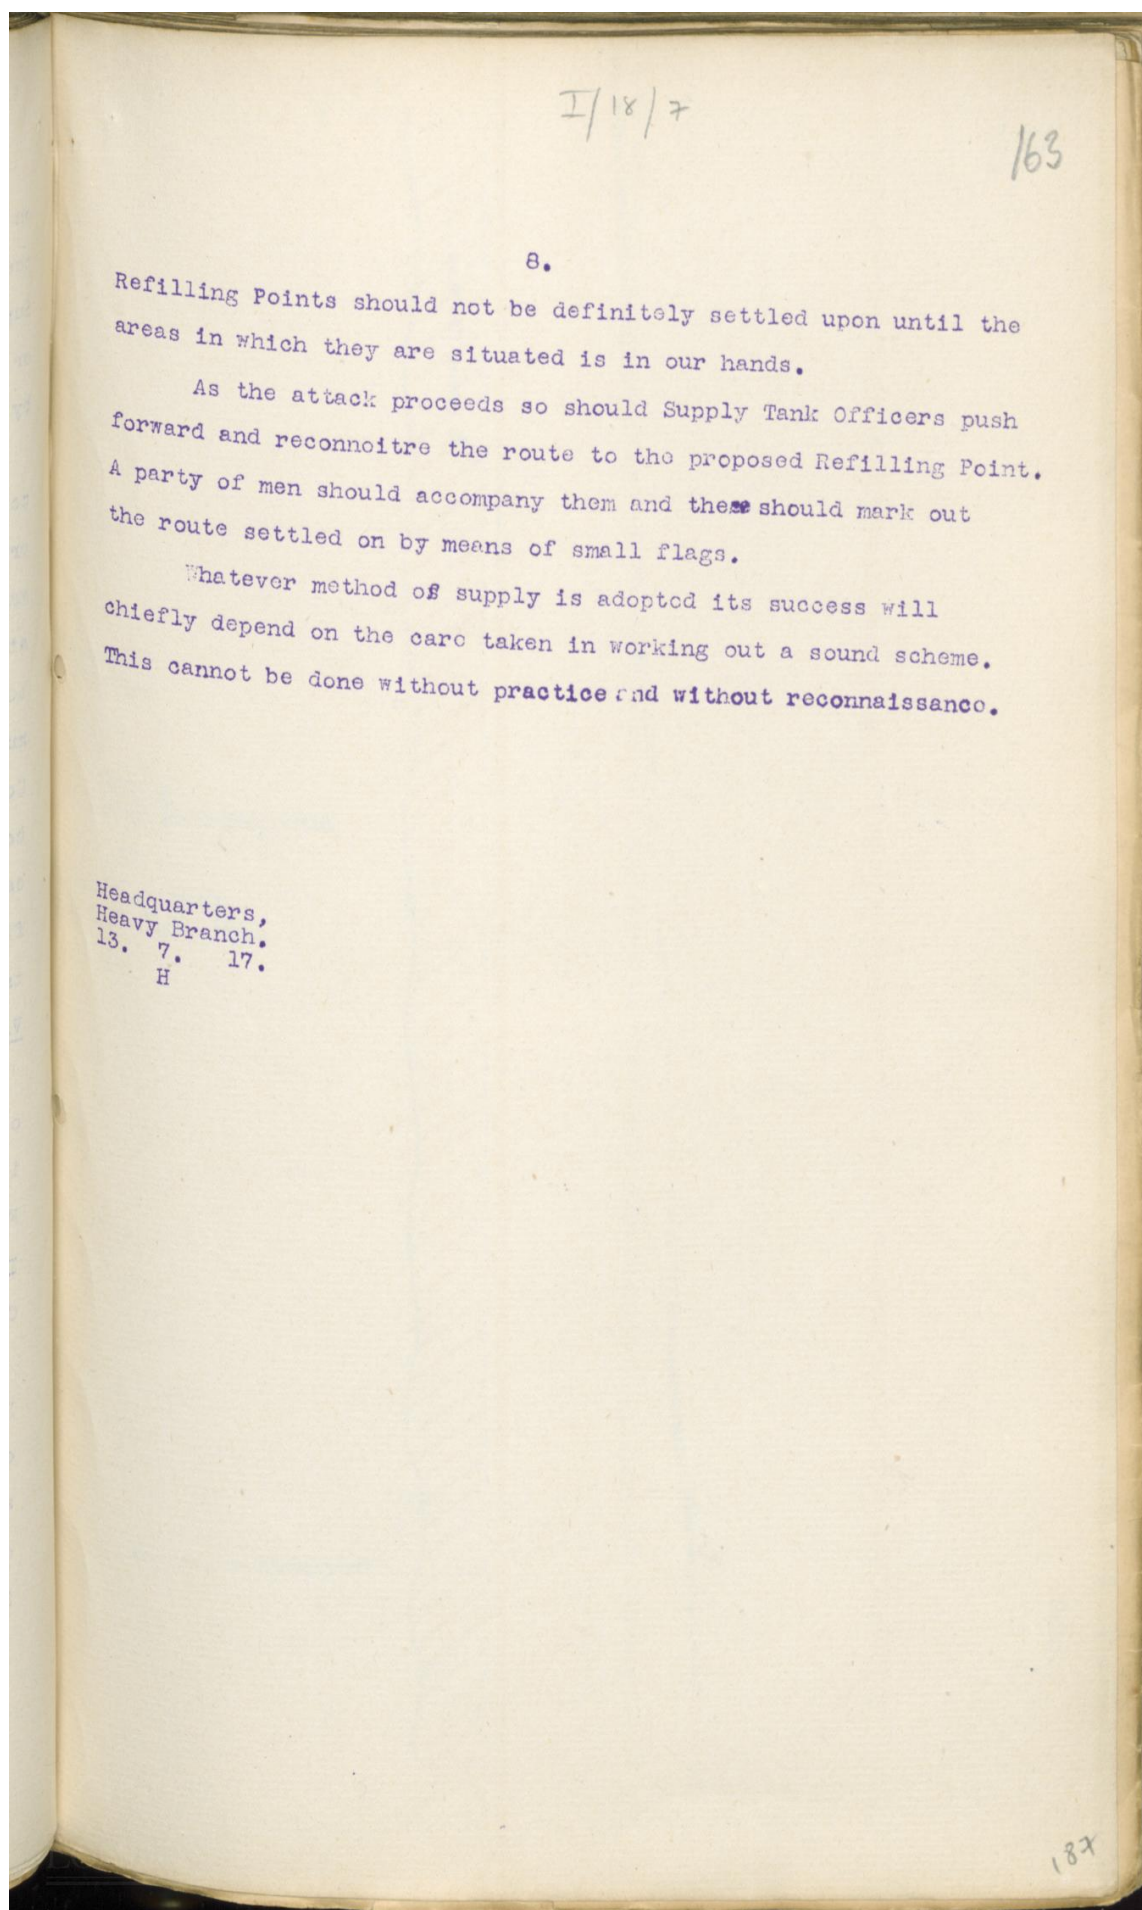 I/18/7
163
8.
Refilling Points should not be definitely settled upon until the
areas in which they are situated is in our hands.
As the attack proceeds so should Supply Tank Officers push
forward and reconnoitre the route to the proposed Refilling Point.
A party of men should accompany them and these should mark out
the route settled on by means of small flags.
Whatever method of supply is adopted its success will
chiefly depend on the care taken in working out a sound scheme.
This cannot be done without practice and without reconnaissance.
Headquarters,
Heavy Branch.
13. 7. 17.
H
187